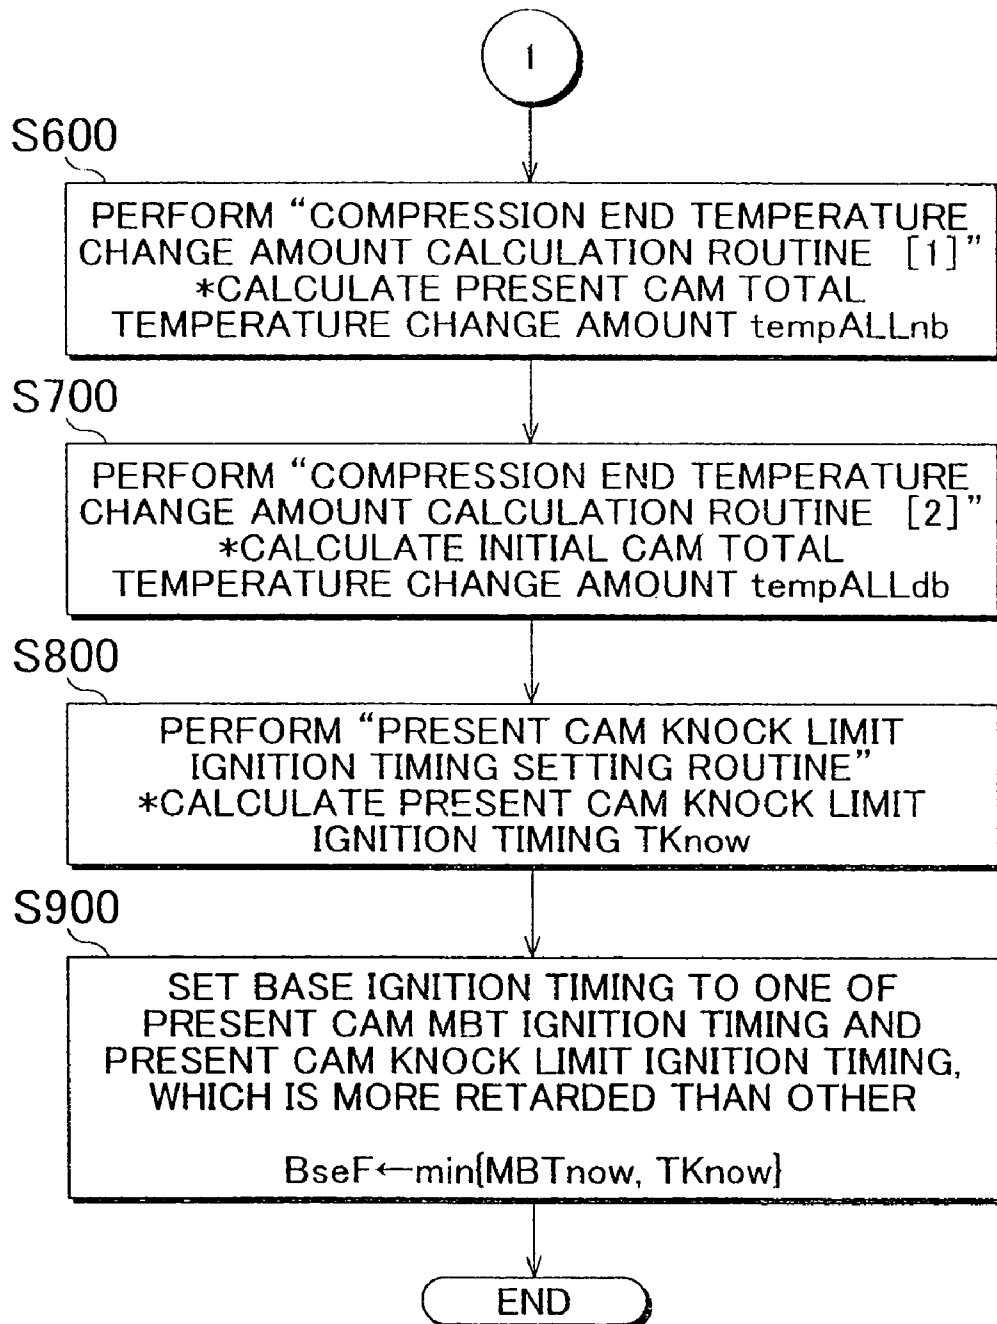 1
S600
PERFORM “COMPRESSION END TEMPERATURE
CHANGE AMOUNT CALCULATION ROUTINE [1]”
*CALCULATE PRESENT CAM TOTAL
TEMPERATURE CHANGE AMOUNT tempALLnb
S700
PERFORM “COMPRESSION END TEMPERATURE
CHANGE AMOUNT CALCULATION ROUTINE [2]”
*CALCULATE INITIAL CAM TOTAL
TEMPERATURE CHANGE AMOUNT tempALLdb
S800
PERFORM “PRESENT CAM KNOCK LIMIT
IGNITION TIMING SETTING ROUTINE”
*CALCULATE PRESENT CAM KNOCK LIMIT
IGNITION TIMING TKnow
S900
SET BASE IGNITION TIMING TO ONE OF
PRESENT CAM MBT IGNITION TIMING AND
PRESENT CAM KNOCK LIMIT IGNITION TIMING,
WHICH IS MORE RETARDED THAN OTHER
BseF←min{MBTnow, TKnow}
END